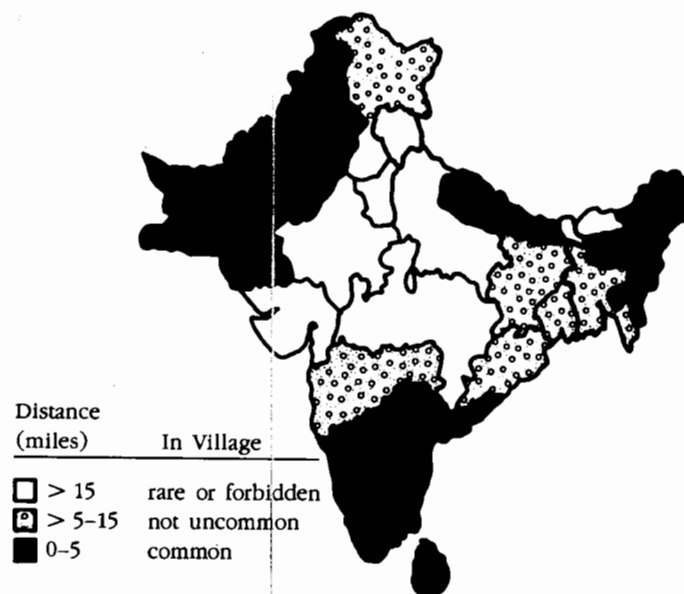 Distance
(miles) In Village
> 15 rare or forbidden
> 5–15 not uncommon
0–5 common